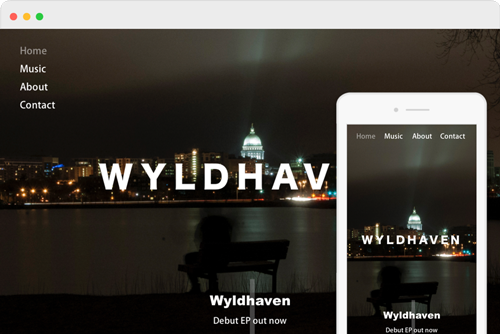 Home
Music
About
Contact
WYLDHAV
Wyldhaven
Debut EP out now
Home Music About Contact
WYLDHAVEN
Wyldhaven
Debut EP out now